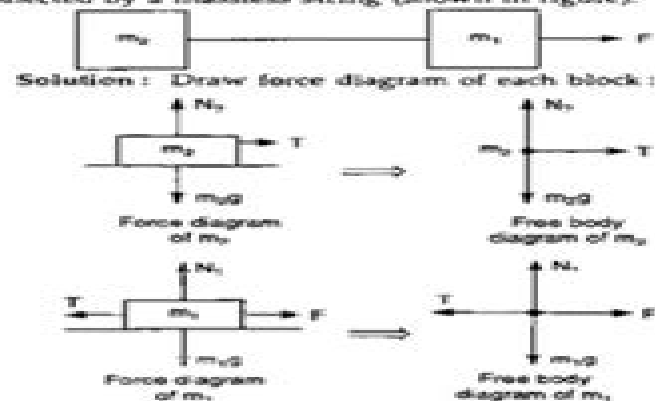 nected by a massless string (shown in figure).
m₂ m₁ F
Solution : Draw force diagram of each block :
N₂ N₂
m₂ T m₂ T
m₂g m₂g
Force diagram of m₂
Free body diagram of m₂
N₁ N₁
T m₁ F T F
m₁g m₁g
Force diagram of m₁
Free body diagram of m₁